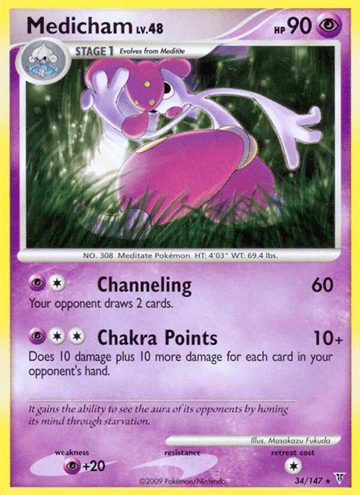 Medicham LV.48 HP 90
STAGE 1 Evolves from Meditite
NO. 308 Meditate Pokémon HT: 4'03" WT: 69.4 lbs.
Channeling 60
Your opponent draws 2 cards.
Chakra Points 10+
Does 10 damage plus 10 more damage for each card in your
opponent's hand.
It gains the ability to see the aura of its opponents by honing
its mind through starvation.
Illus. Masakazu Fukuda
weakness resistance retreat cost
+20
©2009 Pokémon/Nintendo
34/147 ★